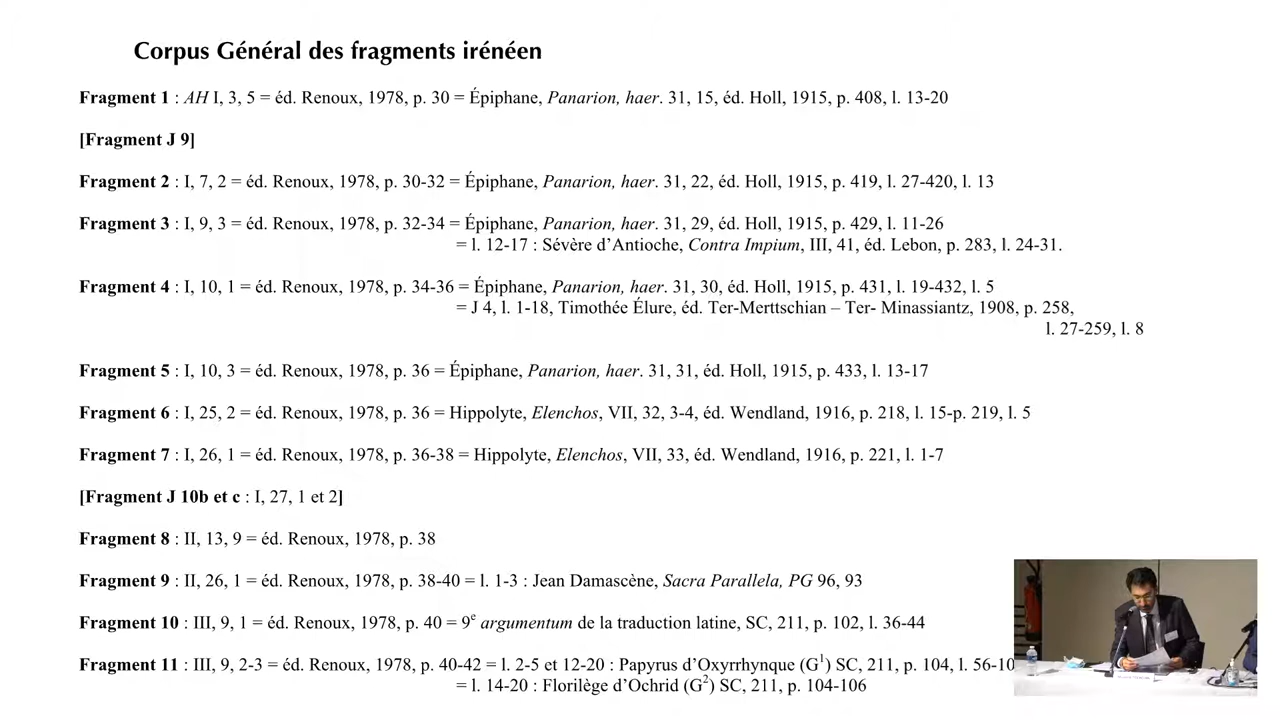 Corpus Général des fragments irénéen
Fragment 1 : AH I, 3, 5 = éd. Renoux, 1978, p. 30 = Épiphane, Panarion, haer. 31, 15, éd. Holl, 1915, p. 408, l. 13-20
[Fragment J 9]
Fragment 2 : I, 7, 2 = éd. Renoux, 1978, p. 30-32 = Épiphane, Panarion, haer. 31, 22, éd. Holl, 1915, p. 419, l. 27-420, l. 13
Fragment 3 : I, 9, 3 = éd. Renoux, 1978, p. 32-34 = Épiphane, Panarion, haer. 31, 29, éd. Holl, 1915, p. 429, l. 11-26
= l. 12-17 : Sévère d’Antioche, Contra Impium, III, 41, éd. Lebon, p. 283, l. 24-31.
Fragment 4 : I, 10, 1 = éd. Renoux, 1978, p. 34-36 = Épiphane, Panarion, haer. 31, 30, éd. Holl, 1915, p. 431, l. 19-432, l. 5
= J 4, l. 1-18, Timothée Élure, éd. Ter-Merttschian – Ter- Minassiantz, 1908, p. 258,
l. 27-259, l. 8
Fragment 5 : I, 10, 3 = éd. Renoux, 1978, p. 36 = Épiphane, Panarion, haer. 31, 31, éd. Holl, 1915, p. 433, l. 13-17
Fragment 6 : I, 25, 2 = éd. Renoux, 1978, p. 36 = Hippolyte, Elenchos, VII, 32, 3-4, éd. Wendland, 1916, p. 218, l. 15-p. 219, l. 5
Fragment 7 : I, 26, 1 = éd. Renoux, 1978, p. 36-38 = Hippolyte, Elenchos, VII, 33, éd. Wendland, 1916, p. 221, l. 1-7
[Fragment J 10b et c : I, 27, 1 et 2]
Fragment 8 : II, 13, 9 = éd. Renoux, 1978, p. 38
Fragment 9 : II, 26, 1 = éd. Renoux, 1978, p. 38-40 = l. 1-3 : Jean Damascène, Sacra Parallela, PG 96, 93
Fragment 10 : III, 9, 1 = éd. Renoux, 1978, p. 40 = 9e argumentum de la traduction latine, SC, 211, p. 102, l. 36-44
Fragment 11 : III, 9, 2-3 = éd. Renoux, 1978, p. 40-42 = l. 2-5 et 12-20 : Papyrus d’Oxyrrhynque (G1) SC, 211, p. 104, l. 56-10
= l. 14-20 : Florilège d’Ochrid (G2) SC, 211, p. 104-106